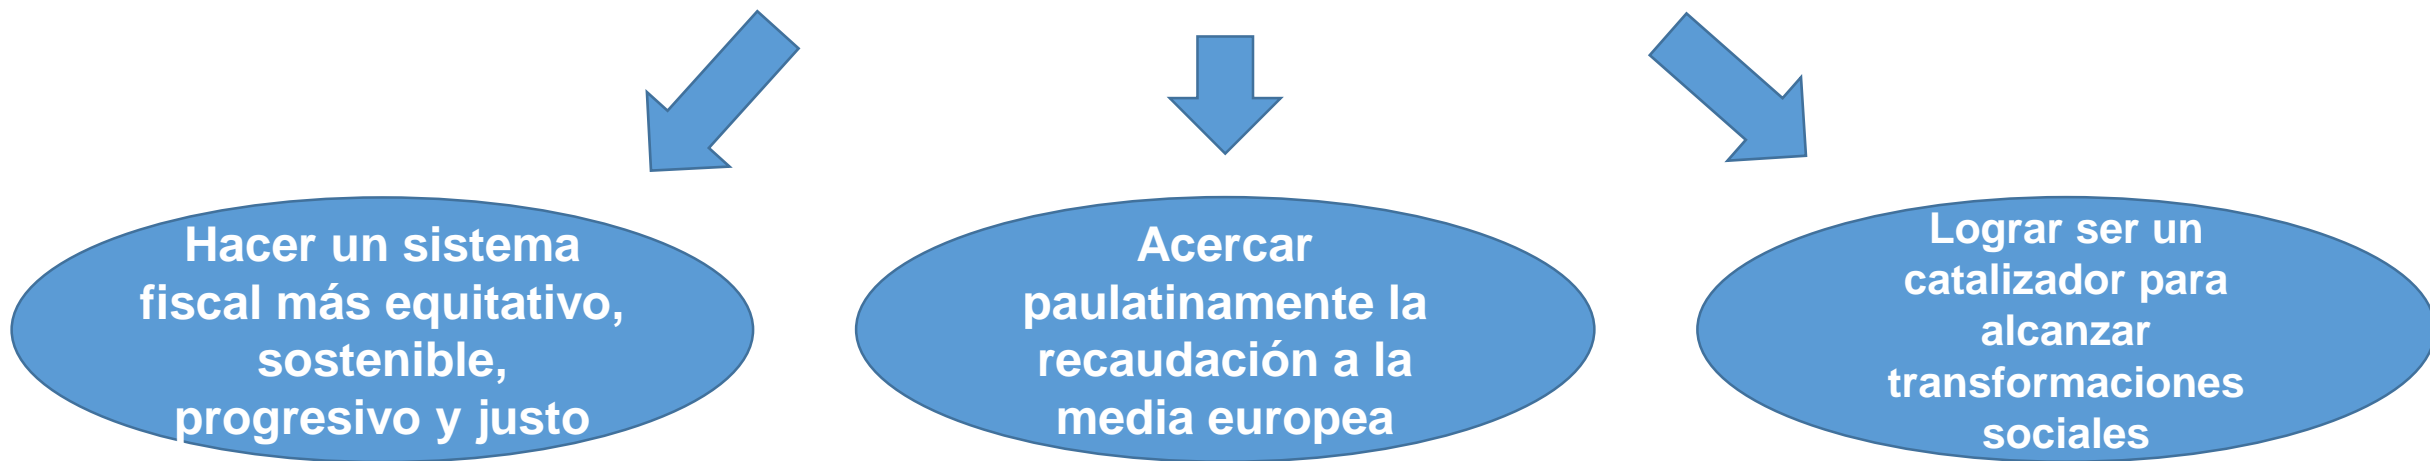 Hacer un sistema
fiscal más equitativo,
sostenible,
progresivo y justo
Acercar
paulatinamente la
recaudación a la
media europea
Lograr ser un
catalizador para
alcanzar
transformaciones
sociales